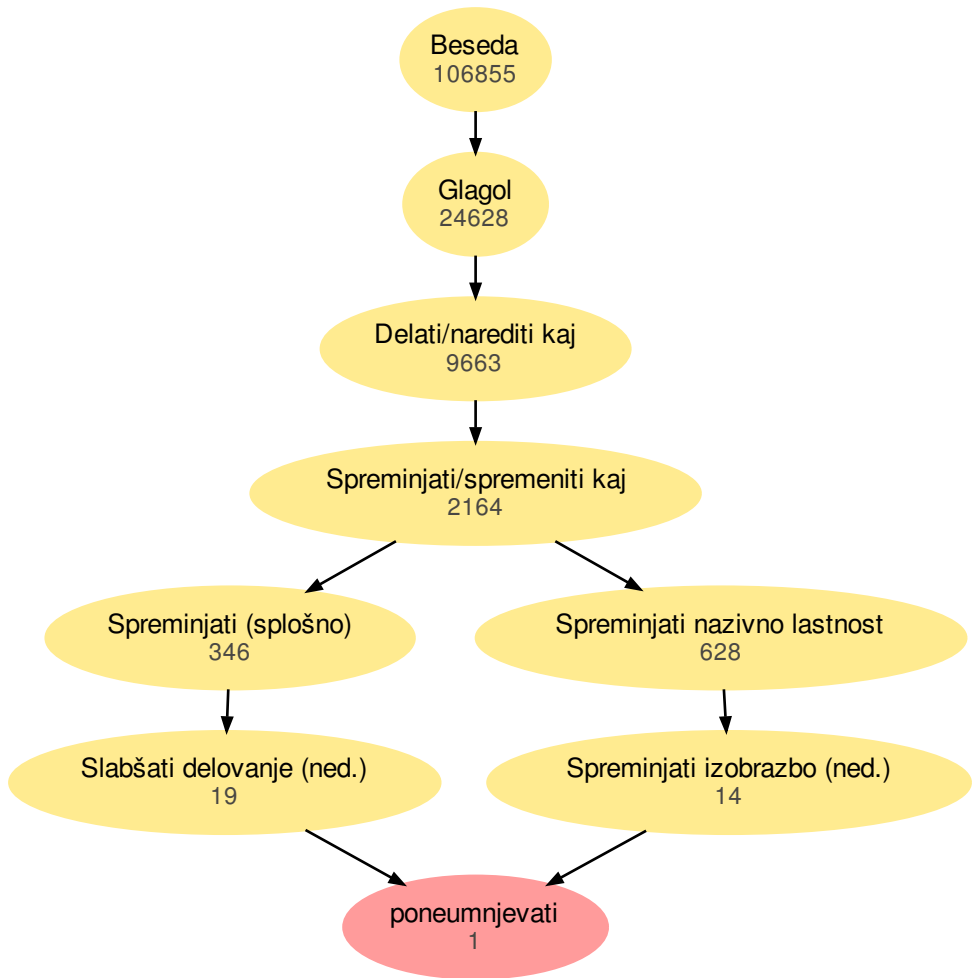 Beseda
106855
Glagol
24628
Delati/narediti kaj
9663
Spreminjati/spremeniti kaj
2164
Spreminjati (splošno)
346
Spreminjati nazivno lastnost
628
Slabšati delovanje (ned.)
19
Spreminjati izobrazbo (ned.)
14
poneumnjevati
1